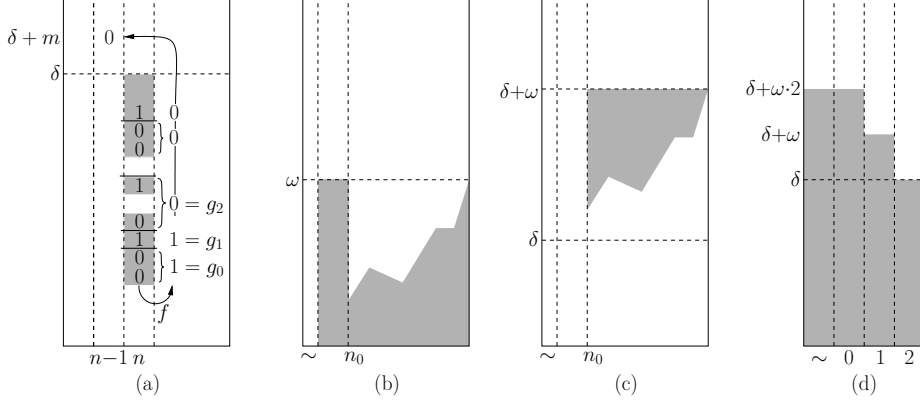 δ + m
0
δ
1 0
0
0 0
1
0 = g₂
0
1 1 = g₁
0
0 1 = g₀
f
n−1 n
(a)
ω
∼ n₀
(b)
δ+ω
δ
∼ n₀
(c)
δ+ω·2
δ+ω
δ
∼ 0 1 2
(d)